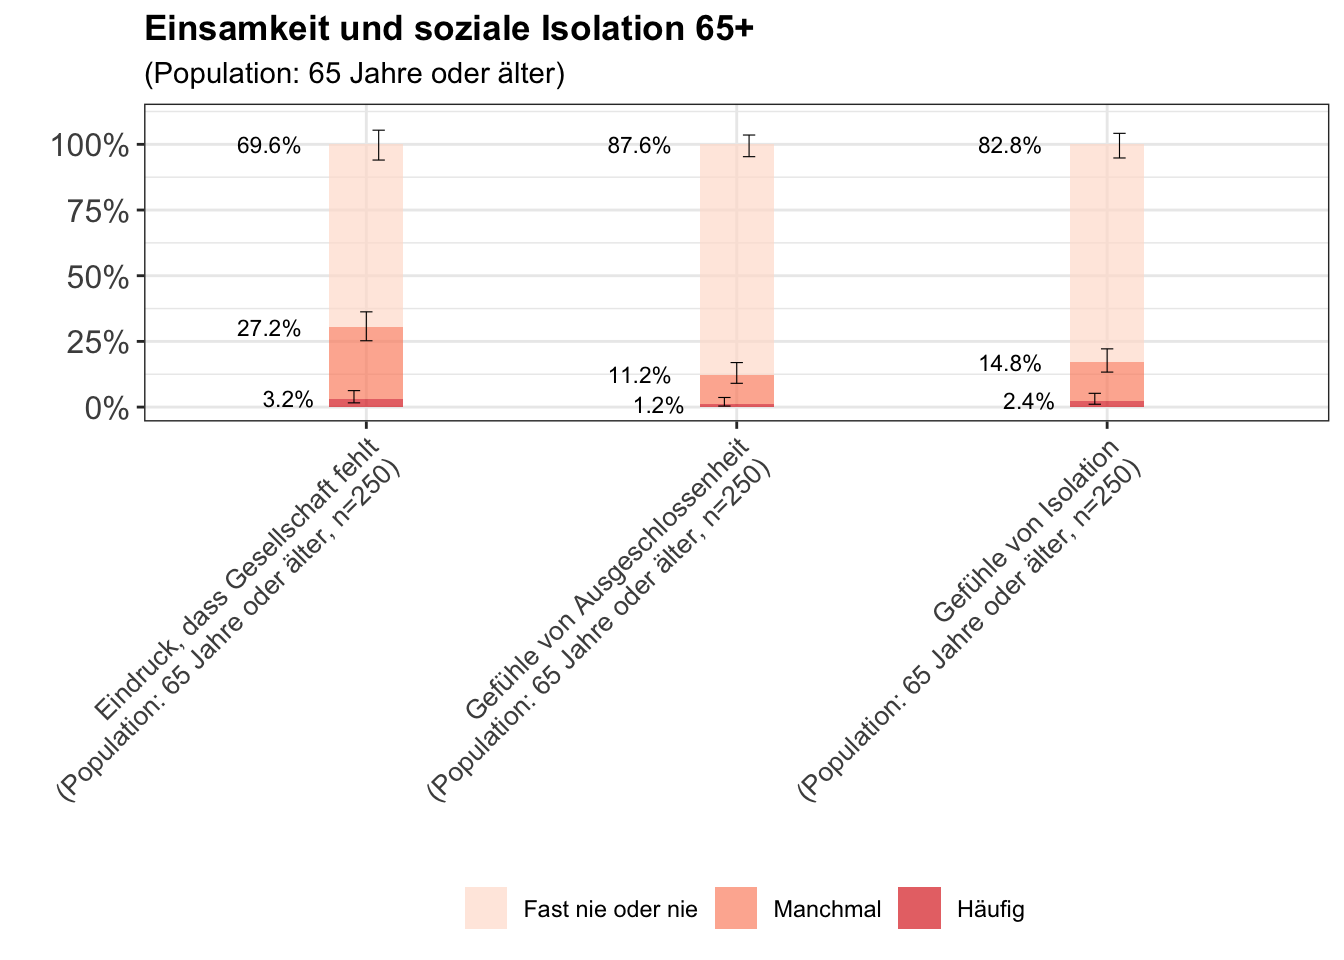 Einsamkeit und soziale Isolation 65+
(Population: 65 Jahre oder älter)
100%
75%
50%
25%
0%
69.6%
27.2%
3.2%
87.6%
11.2%
1.2%
82.8%
14.8%
2.4%
Eindruck, dass Gesellschaft fehlt
(Population: 65 Jahre oder älter, n=250)
Gefühle von Ausgeschlossenheit
(Population: 65 Jahre oder älter, n=250)
Gefühle von Isolation
(Population: 65 Jahre oder älter, n=250)
Fast nie oder nie
Manchmal
Häufig